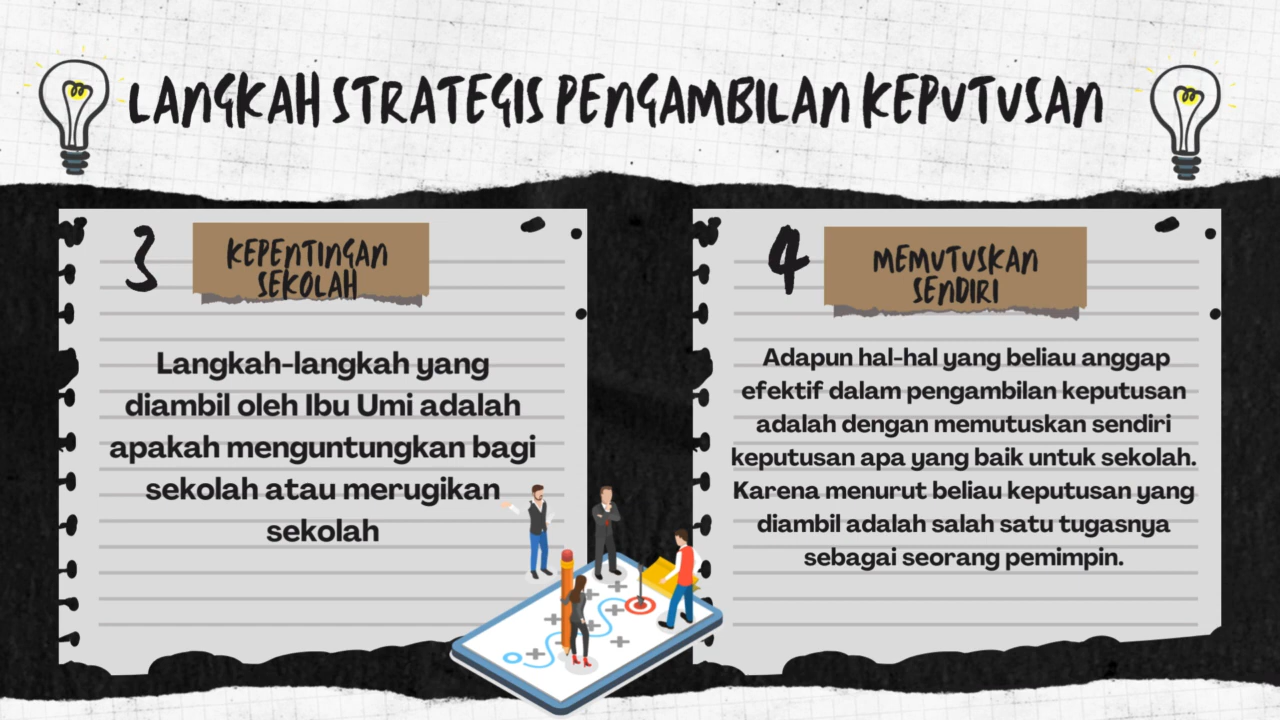 LANGKAH STRATEGIS PENGAMBILAN KEPUTUSAN
3
KEPENTINGAN
SEKOLAH
Langkah-langkah yang
diambil oleh Ibu Umi adalah
apakah menguntungkan bagi
sekolah atau merugikan
sekolah
4
MEMUTUSKAN
SENDIRI
Adapun hal-hal yang beliau anggap
efektif dalam pengambilan keputusan
adalah dengan memutuskan sendiri
keputusan apa yang baik untuk sekolah.
Karena menurut beliau keputusan yang
diambil adalah salah satu tugasnya
sebagai seorang pemimpin.